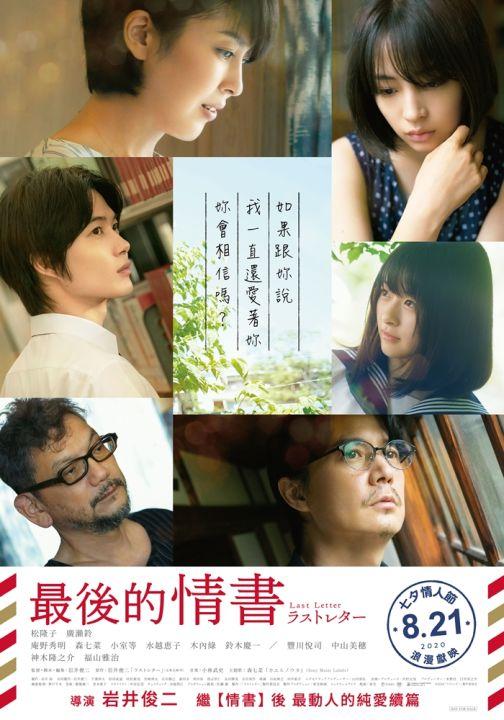 如果跟妳說
我一直還愛著妳
妳會相信嗎？
最後的情書
Last Letter
ラストレター
七夕情人節
8.21
2020
浪漫獻映
松隆子 廣瀨鈴
庵野秀明 森七菜 小室等 水越惠子 木內綠 鈴木慶一 ／ 豐川悅司 中山美穗
神木隆之介 福山雅治
導演 岩井俊二 繼【情書】後 最動人的純愛續篇